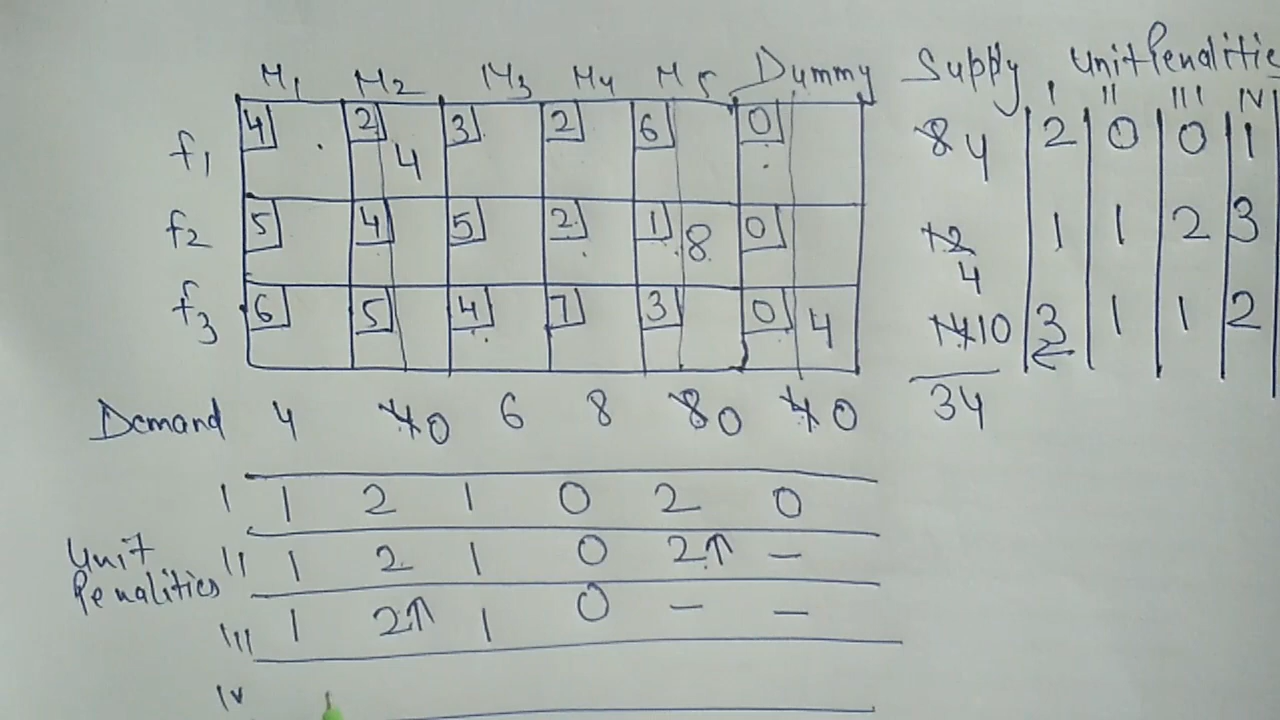 M1 M2 M3 M4 M5 Dummy Supply Unit Penalitie
I II III IV
f1 4 2 4 3 2 6 0 8 4 2 0 0 1
f2 5 4 5 2 1 8 0 12 4 1 1 2 3
f3 6 5 4 7 3 0 4 14 10 3 1 1 2
Demand 4 4 0 6 8 8 0 4 0 34
I 1 2 1 0 2 0
Unit Penalities II 1 2 1 0 2↑ –
III 1 2↑ 1 0 – –
IV